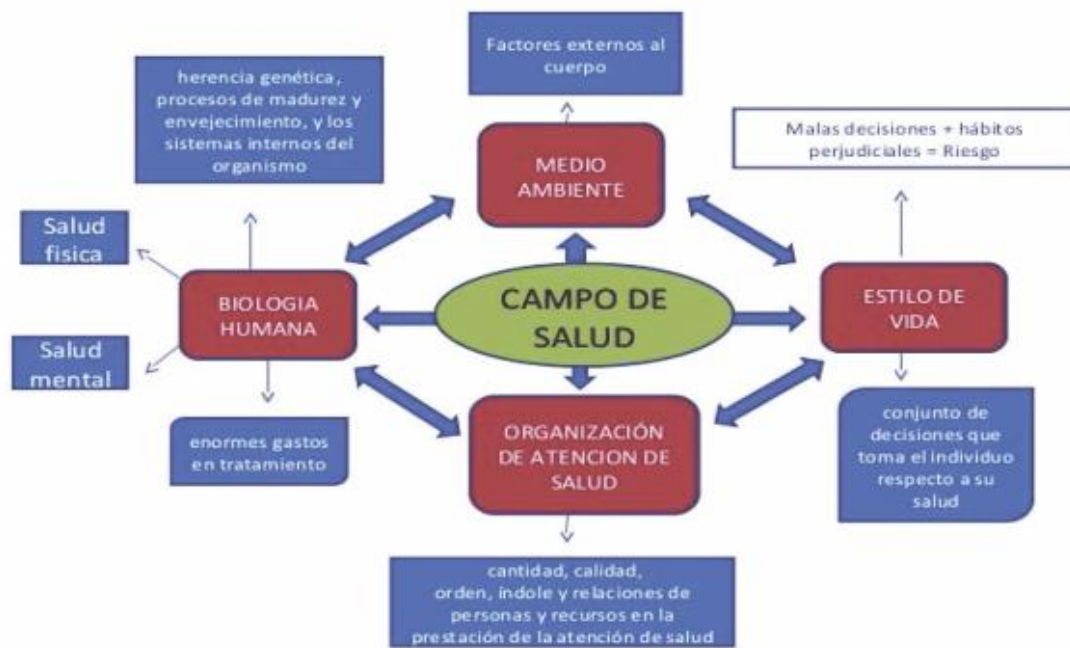 Factores externos al
cuerpo
herencia genética,
procesos de madurez y
envejecimiento, y los
sistemas internos del
organismo
Malas decisiones + hábitos
perjudiciales = Riesgo
MEDIO
AMBIENTE
Salud
fisica
BIOLOGIA
HUMANA
CAMPO DE
SALUD
ESTILO DE
VIDA
Salud
mental
enormes gastos
en tratamiento
ORGANIZACIÓN
DE ATENCION DE
SALUD
conjunto de
decisiones que
toma el individuo
respecto a su
salud
cantidad, calidad,
orden, índole y relaciones de
personas y recursos en la
prestación de la atención de salud